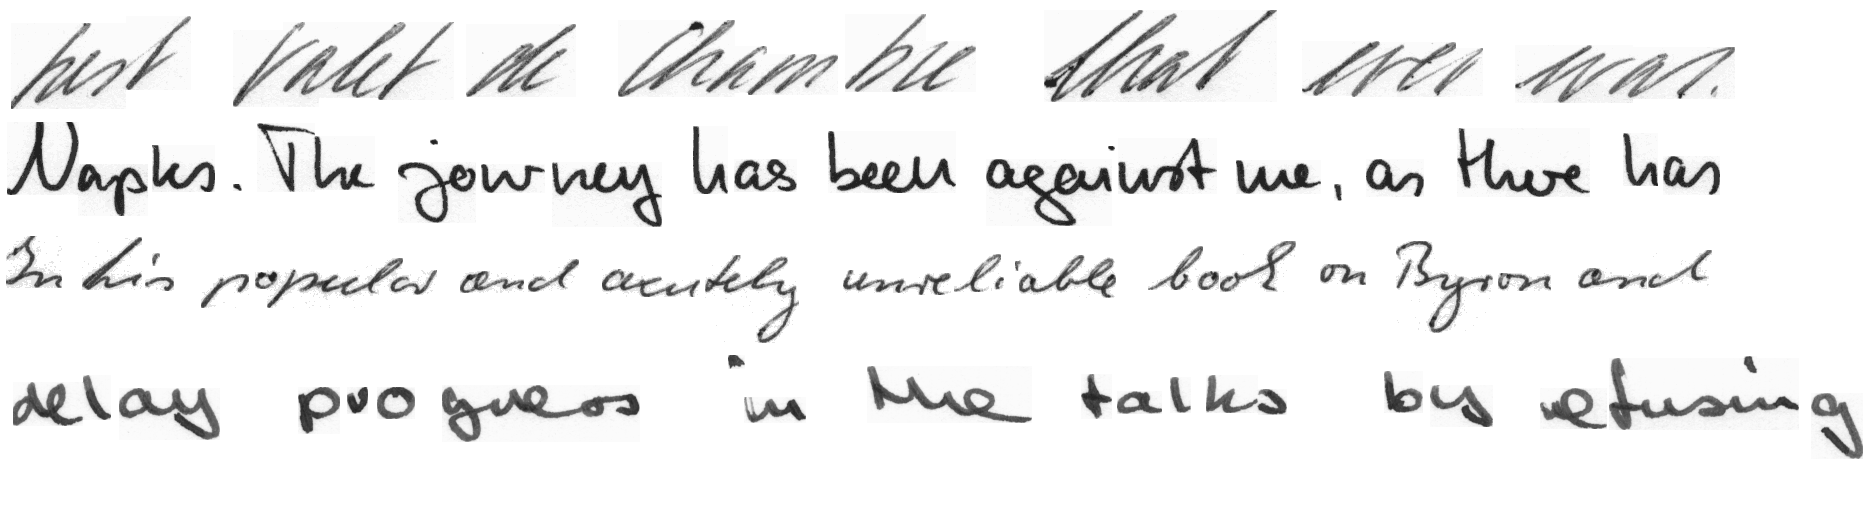 best valet de Chambre that ever was.
Naples. The journey has been against me, as there has
In his popular and acutely unreliable book on Byron and
delay progress in the talks by refusing